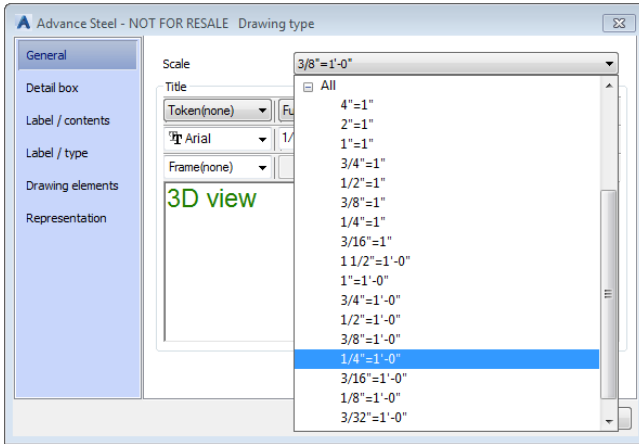 Advance Steel - NOT FOR RESALE Drawing type
General
Detail box
Label / contents
Label / type
Drawing elements
Representation
Scale
3/8"=1'-0"
Title
Token(none)
Arial
Frame(none)
3D view
All
4"=1"
2"=1"
1"=1"
3/4"=1"
1/2"=1"
3/8"=1"
1/4"=1"
3/16"=1"
1 1/2"=1'-0"
1"=1'-0"
3/4"=1'-0"
1/2"=1'-0"
3/8"=1'-0"
1/4"=1'-0"
3/16"=1'-0"
1/8"=1'-0"
3/32"=1'-0"